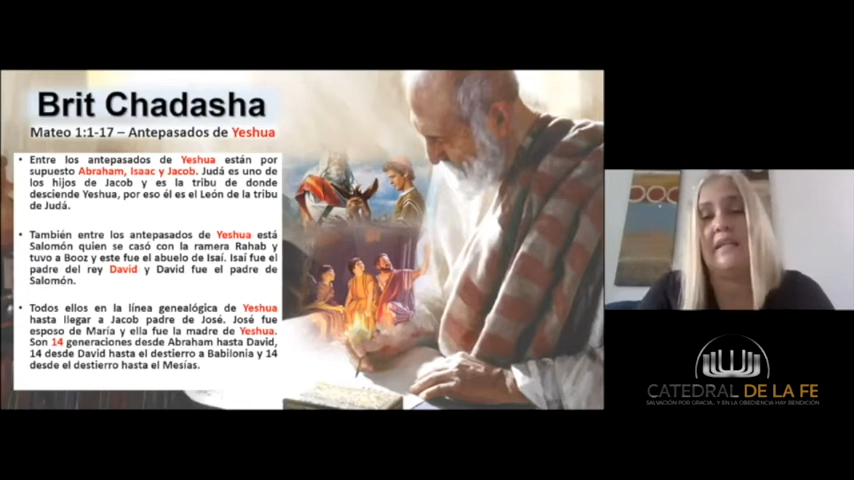 Brit Chadasha
Mateo 1:1-17 – Antepasados de Yeshua
• Entre los antepasados de Yeshua están por
supuesto Abraham, Isaac y Jacob. Judá es uno de
los hijos de Jacob y es la tribu de donde
desciende Yeshua, por eso él es el León de la tribu
de Judá.
• También entre los antepasados de Yeshua está
Salomón quien se casó con la ramera Rahab y
tuvo a Booz y este fue el abuelo de Isaí. Isaí fue el
padre del rey David y David fue el padre de
Salomón.
• Todos ellos en la línea genealógica de Yeshua
hasta llegar a Jacob padre de José. José fue
esposo de María y ella fue la madre de Yeshua.
Son 14 generaciones desde Abraham hasta David,
14 desde David hasta el destierro a Babilonia y 14
desde el destierro hasta el Mesías.
CATEDRAL DE LA FE
SALVACIÓN POR GRACIA, Y EN LA OBEDIENCIA HAY BENDICIÓN